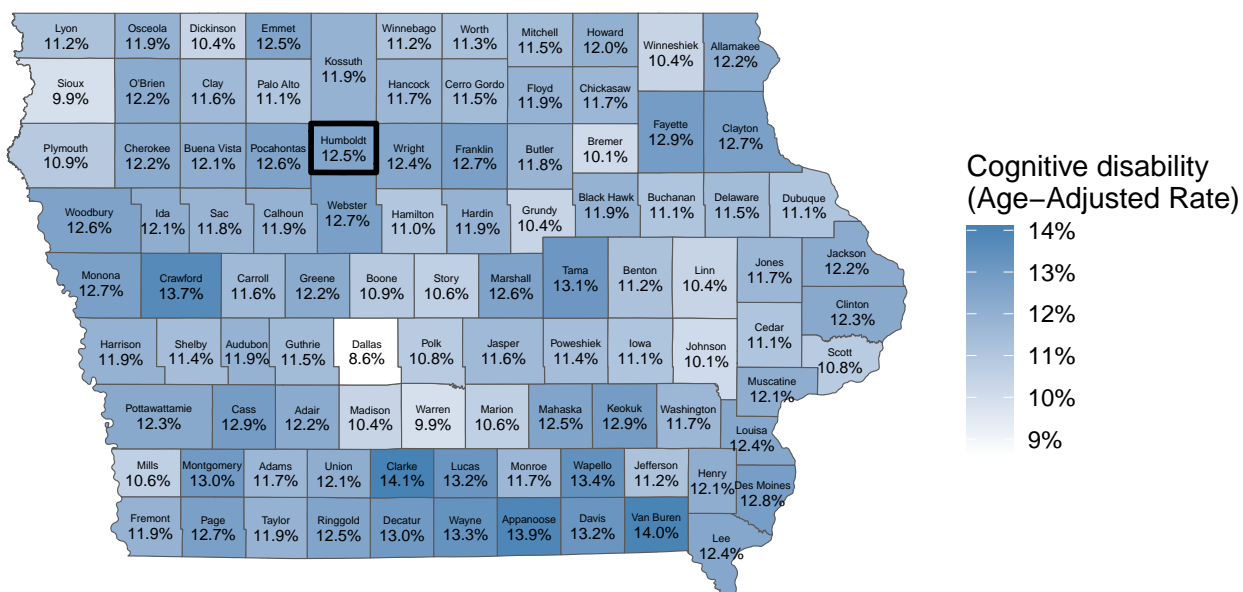 Lyon
11.2%
Osceola
11.9%
Dickinson
10.4%
Emmet
12.5%
Kossuth
11.9%
Winnebago
11.2%
Worth
11.3%
Mitchell
11.5%
Howard
12.0%
Winneshiek
10.4%
Allamakee
12.2%
Sioux
9.9%
O'Brien
12.2%
Clay
11.6%
Palo Alto
11.1%
Hancock
11.7%
Cerro Gordo
11.5%
Floyd
11.9%
Chickasaw
11.7%
Plymouth
10.9%
Cherokee
12.2%
Buena Vista
12.1%
Pocahontas
12.6%
Humboldt
12.5%
Wright
12.4%
Franklin
12.7%
Butler
11.8%
Bremer
10.1%
Fayette
12.9%
Clayton
12.7%
Woodbury
12.6%
Ida
12.1%
Sac
11.8%
Calhoun
11.9%
Webster
12.7%
Hamilton
11.0%
Hardin
11.9%
Grundy
10.4%
Black Hawk
11.9%
Buchanan
11.1%
Delaware
11.5%
Dubuque
11.1%
Monona
12.7%
Crawford
13.7%
Carroll
11.6%
Greene
12.2%
Boone
10.9%
Story
10.6%
Marshall
12.6%
Tama
13.1%
Benton
11.2%
Linn
10.4%
Jones
11.7%
Jackson
12.2%
Clinton
12.3%
Harrison
11.9%
Shelby
11.4%
Audubon
11.9%
Guthrie
11.5%
Dallas
8.6%
Polk
10.8%
Jasper
11.6%
Poweshiek
11.4%
Iowa
11.1%
Johnson
10.1%
Cedar
11.1%
Scott
10.8%
Muscatine
12.1%
Pottawattamie
12.3%
Cass
12.9%
Adair
12.2%
Madison
10.4%
Warren
9.9%
Marion
10.6%
Mahaska
12.5%
Keokuk
12.9%
Washington
11.7%
Louisa
12.4%
Mills
10.6%
Montgomery
13.0%
Adams
11.7%
Union
12.1%
Clarke
14.1%
Lucas
13.2%
Monroe
11.7%
Wapello
13.4%
Jefferson
11.2%
Henry
12.1%
Des Moines
12.8%
Fremont
11.9%
Page
12.7%
Taylor
11.9%
Ringgold
12.5%
Decatur
13.0%
Wayne
13.3%
Appanoose
13.9%
Davis
13.2%
Van Buren
14.0%
Lee
12.4%
Cognitive disability
(Age−Adjusted Rate)
14%
13%
12%
11%
10%
9%